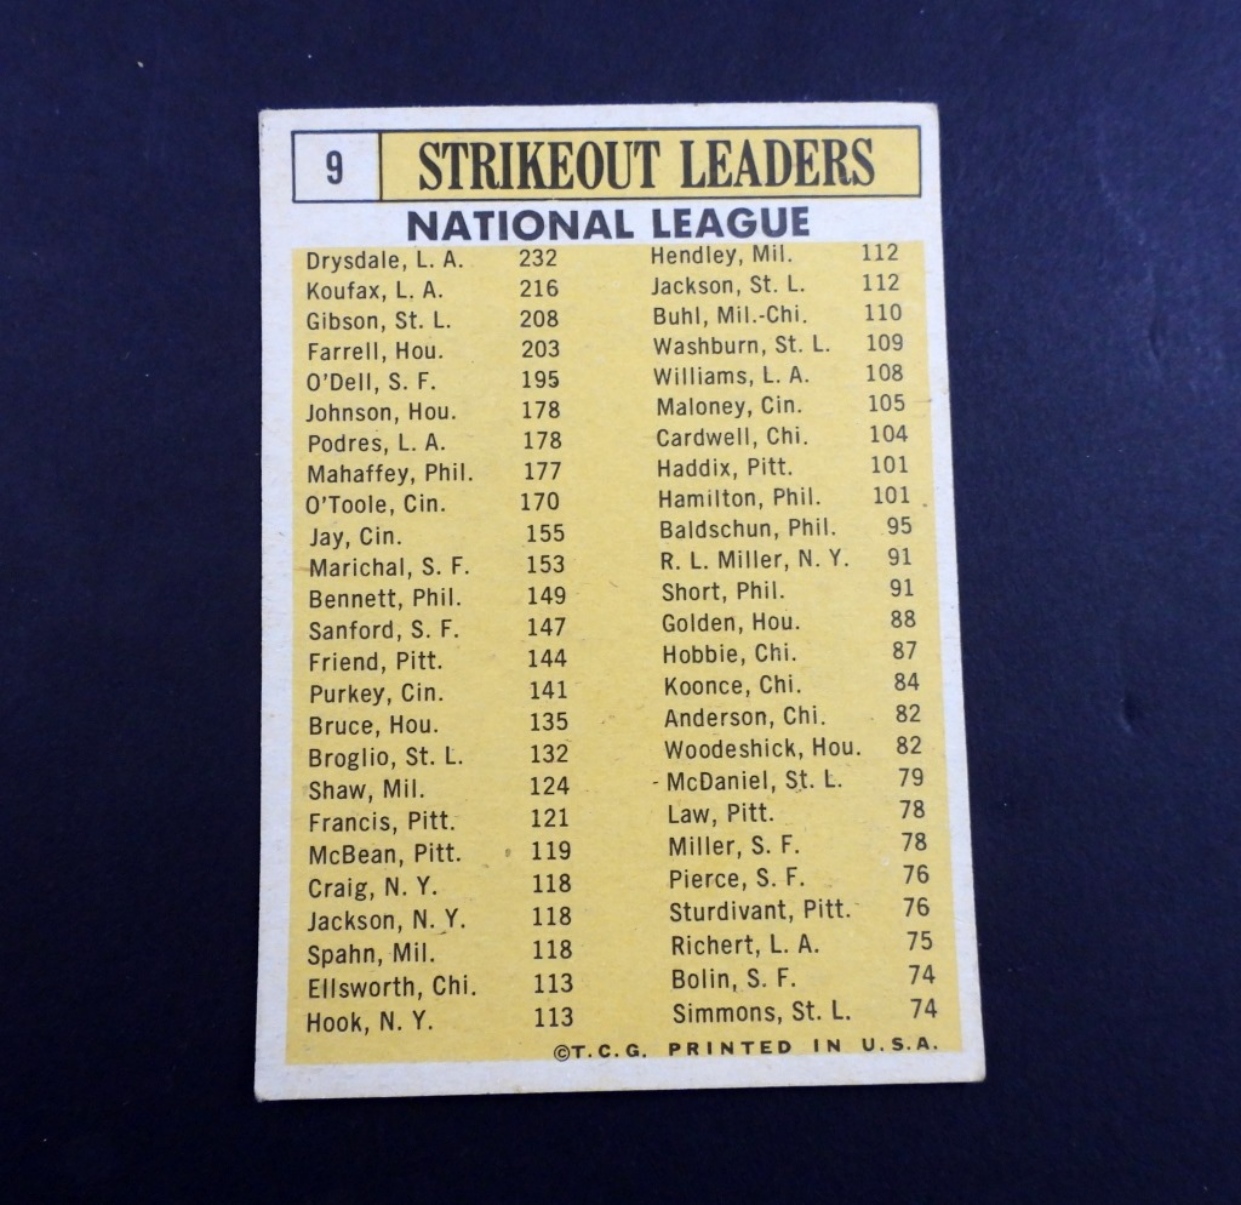 9 STRIKEOUT LEADERS
NATIONAL LEAGUE
Drysdale, L. A. 232
Koufax, L. A. 216
Gibson, St. L. 208
Farrell, Hou. 203
O'Dell, S. F. 195
Johnson, Hou. 178
Podres, L. A. 178
Mahaffey, Phil. 177
O'Toole, Cin. 170
Jay, Cin. 155
Marichal, S. F. 153
Bennett, Phil. 149
Sanford, S. F. 147
Friend, Pitt. 144
Purkey, Cin. 141
Bruce, Hou. 135
Broglio, St. L. 132
Shaw, Mil. 124
Francis, Pitt. 121
McBean, Pitt. 119
Craig, N. Y. 118
Jackson, N. Y. 118
Spahn, Mil. 118
Ellsworth, Chi. 113
Hook, N. Y. 113
Hendley, Mil. 112
Jackson, St. L. 112
Buhl, Mil.-Chi. 110
Washburn, St. L. 109
Williams, L. A. 108
Maloney, Cin. 105
Cardwell, Chi. 104
Haddix, Pitt. 101
Hamilton, Phil. 101
Baldschun, Phil. 95
R. L. Miller, N. Y. 91
Short, Phil. 91
Golden, Hou. 88
Hobbie, Chi. 87
Koonce, Chi. 84
Anderson, Chi. 82
Woodeshick, Hou. 82
McDaniel, St. L. 79
Law, Pitt. 78
Miller, S. F. 78
Pierce, S. F. 76
Sturdivant, Pitt. 76
Richert, L. A. 75
Bolin, S. F. 74
Simmons, St. L. 74
©T.C.G. PRINTED IN U.S.A.